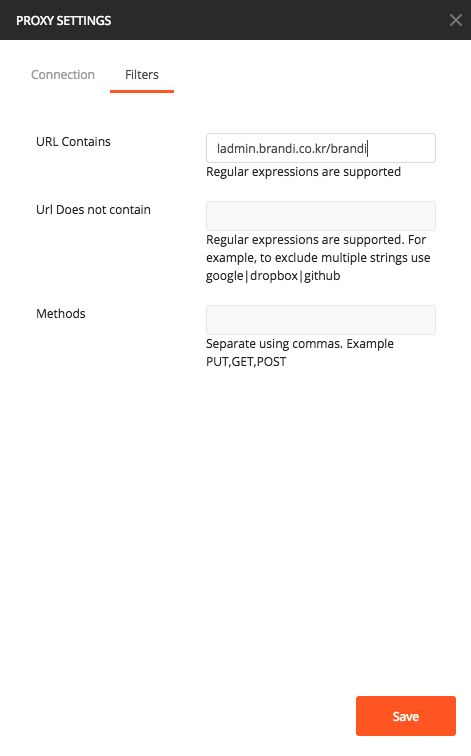 PROXY SETTINGS
Connection
Filters
URL Contains
ladmin.brandi.co.kr/brandi
Regular expressions are supported
Url Does not contain
Regular expressions are supported. For
example, to exclude multiple strings use
google|dropbox|github
Methods
Separate using commas. Example
PUT,GET,POST
Save